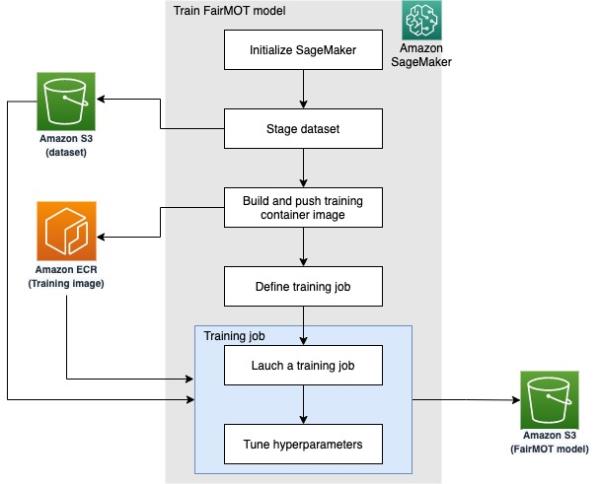 Train FairMOT model
Amazon
SageMaker
Initialize SageMaker
Stage dataset
Amazon S3
(dataset)
Build and push training
container image
Amazon ECR
(Training image)
Define training job
Training job
Lauch a training job
Tune hyperparameters
Amazon S3
(FairMOT model)